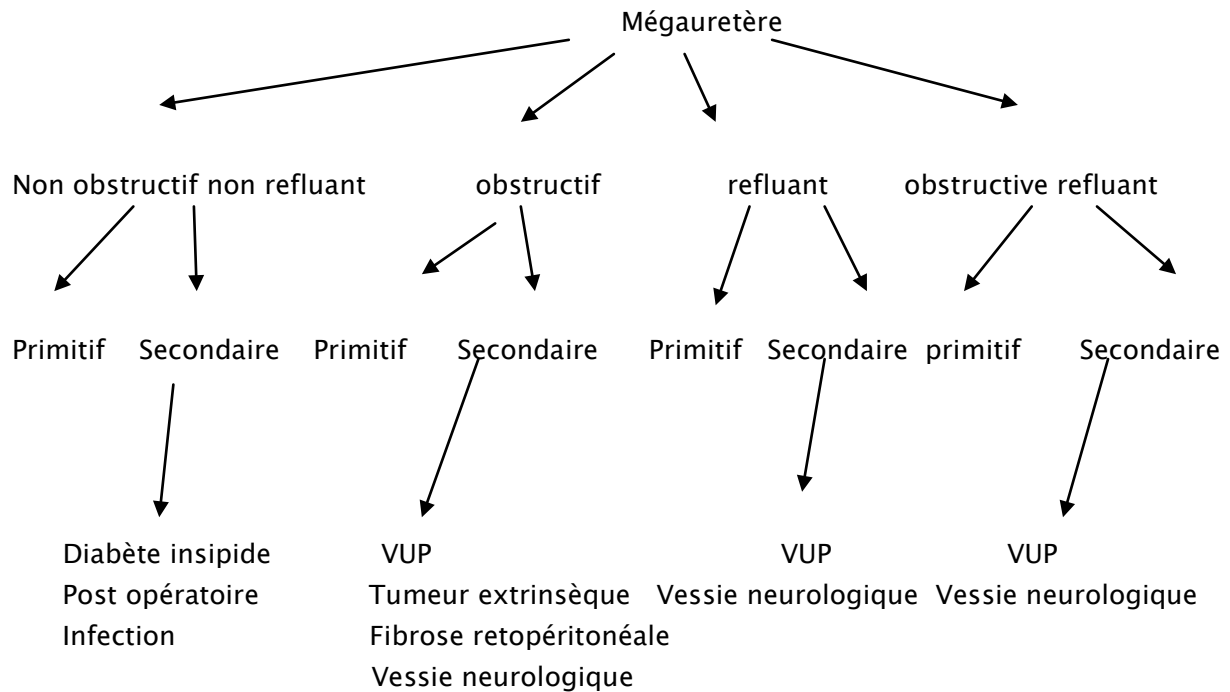 Mégauretère
Non obstructif non refluant obstructif refluant obstructive refluant
Primitif Secondaire Primitif Secondaire Primitif Secondaire primitif Secondaire
Diabète insipide VUP VUP VUP
Post opératoire Tumeur extrinsèque Vessie neurologique Vessie neurologique
Infection Fibrose retopéritonéale
Vessie neurologique